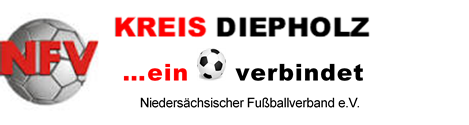 NFV
KREIS DIEPHOLZ
...ein verbindet
Niedersächsischer Fußballverband e.V.